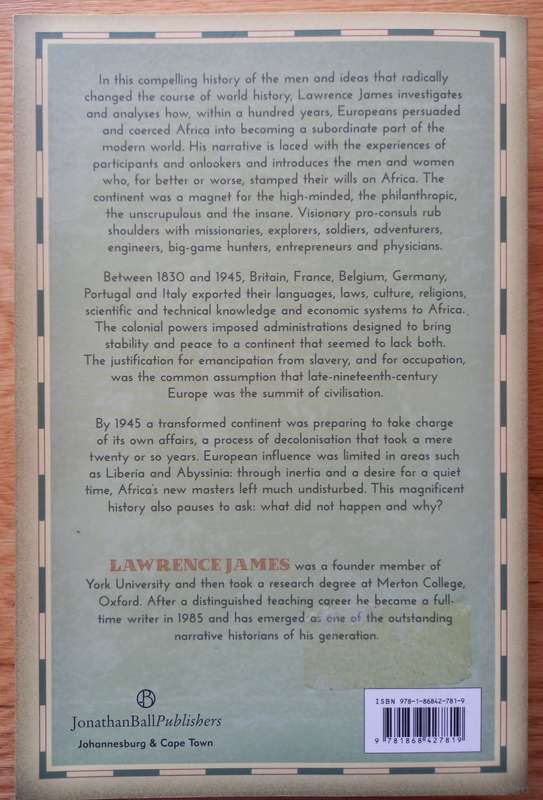 In this compelling history of the men and ideas that radically
changed the course of world history, Lawrence James investigates
and analyses how, within a hundred years, Europeans persuaded
and coerced Africa into becoming a subordinate part of the
modern world. His narrative is laced with the experiences of
participants and onlookers and introduces the men and women
who, for better or worse, stamped their wills on Africa. The
continent was a magnet for the high-minded, the philanthropic,
the unscrupulous and the insane. Visionary pro-consuls rub
shoulders with missionaries, explorers, soldiers, adventurers,
engineers, big-game hunters, entrepreneurs and physicians.
Between 1830 and 1945, Britain, France, Belgium, Germany,
Portugal and Italy exported their languages, laws, culture, religions,
scientific and technical knowledge and economic systems to Africa.
The colonial powers imposed administrations designed to bring
stability and peace to a continent that seemed to lack both.
The justification for emancipation from slavery, and for occupation,
was the common assumption that late-nineteenth-century
Europe was the summit of civilisation.
By 1945 a transformed continent was preparing to take charge
of its own affairs, a process of decolonisation that took a mere
twenty or so years. European influence was limited in areas such
as Liberia and Abyssinia: through inertia and a desire for a quiet
time, Africa's new masters left much undisturbed. This magnificent
history also pauses to ask: what did not happen and why?
LAWRENCE JAMES was a founder member of
York University and then took a research degree at Merton College,
Oxford. After a distinguished teaching career he became a full-
time writer in 1985 and has emerged as one of the outstanding
narrative historians of his generation.
JonathanBallPublishers
Johannesburg & Cape Town
ISBN 978-1-86842-781-9
9 781868 427819